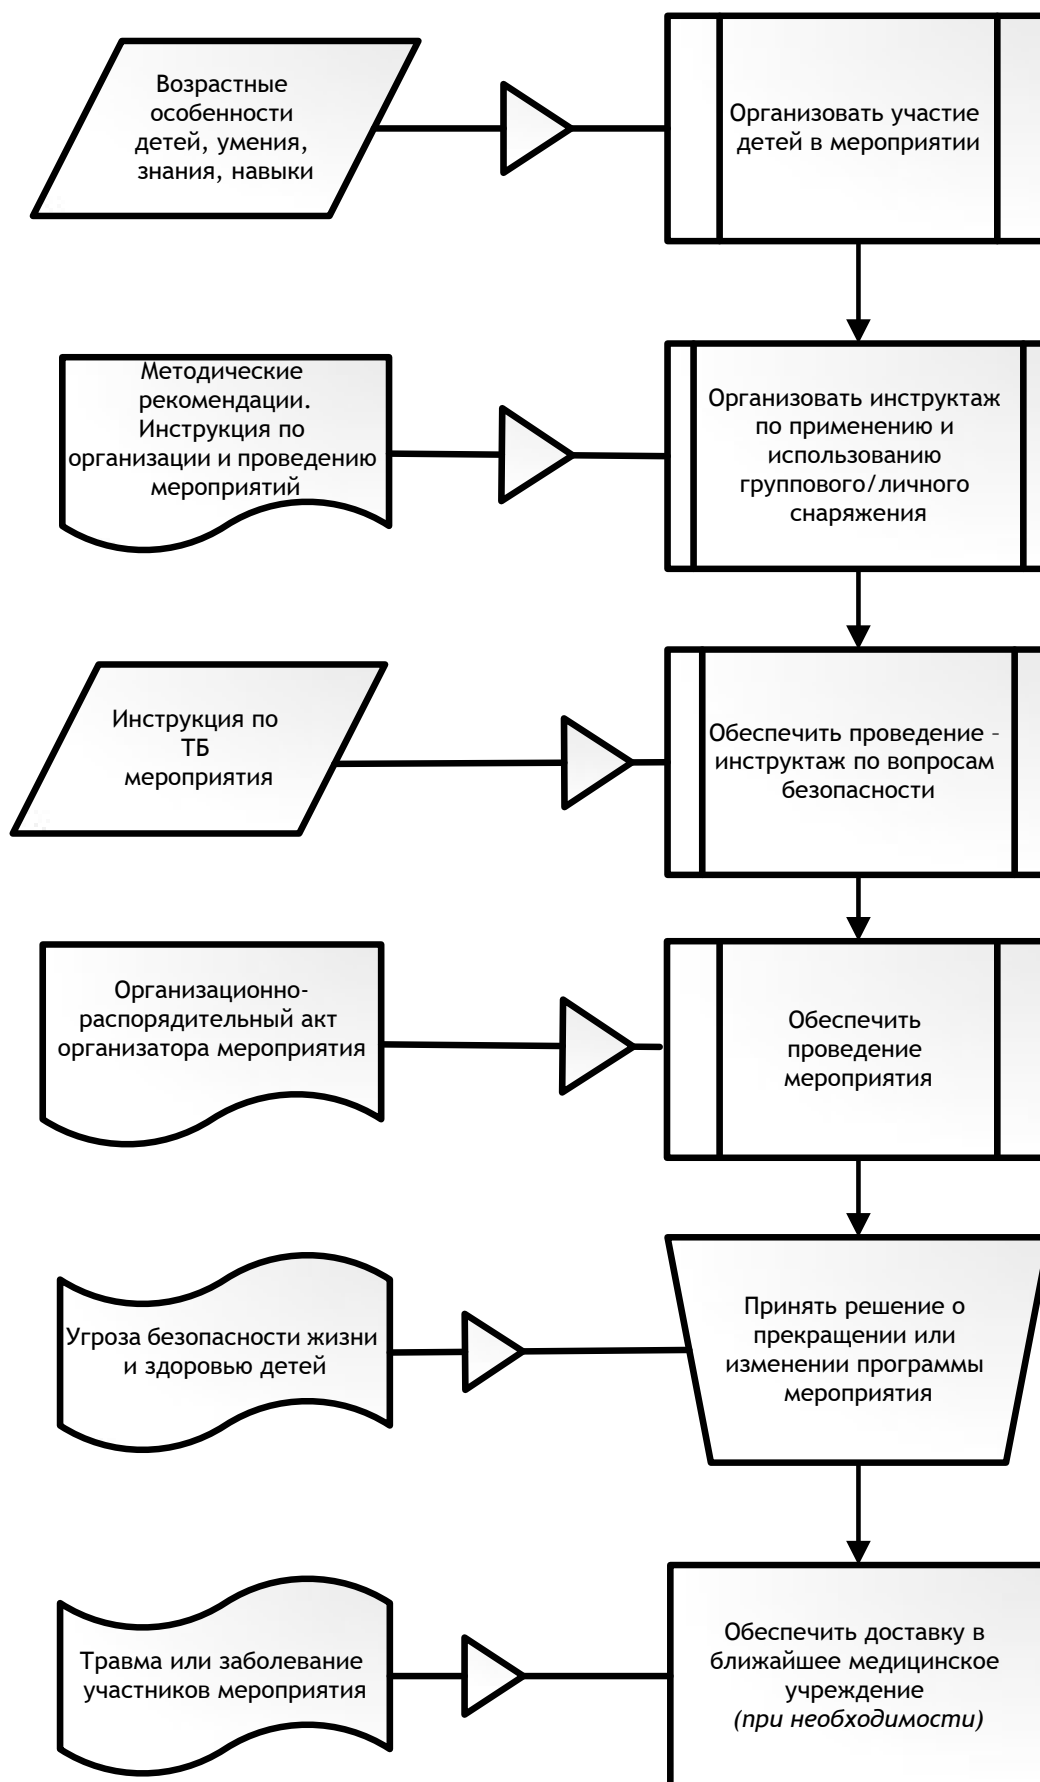 Возрастные
особенности
детей, умения,
знания, навыки
Организовать участие
детей в мероприятии
Методические
рекомендации.
Инструкция по
организации и проведению
мероприятий
Организовать инструктаж
по применению и
использованию
группового/личного
снаряжения
Инструкция по
ТБ
мероприятия
Обеспечить проведение -
инструктаж по вопросам
безопасности
Организационно-
распорядительный акт
организатора мероприятия
Обеспечить
проведение
мероприятия
Угроза безопасности жизни
и здоровью детей
Принять решение о
прекращении или
изменении программы
мероприятия
Травма или заболевание
участников мероприятия
Обеспечить доставку в
ближайшее медицинское
учреждение
(при необходимости)